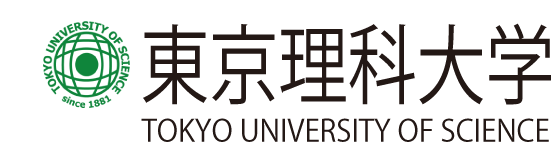 TOKYO UNIVERSITY OF SCIENCE
since 1881
東京理科大学
TOKYO UNIVERSITY OF SCIENCE